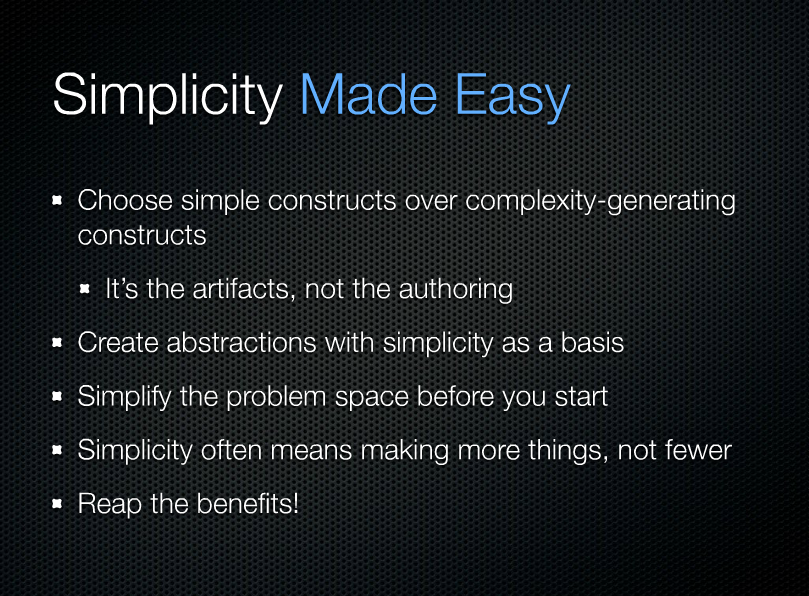 Simplicity Made Easy
Choose simple constructs over complexity-generating
constructs
It’s the artifacts, not the authoring
Create abstractions with simplicity as a basis
Simplify the problem space before you start
Simplicity often means making more things, not fewer
Reap the benefits!